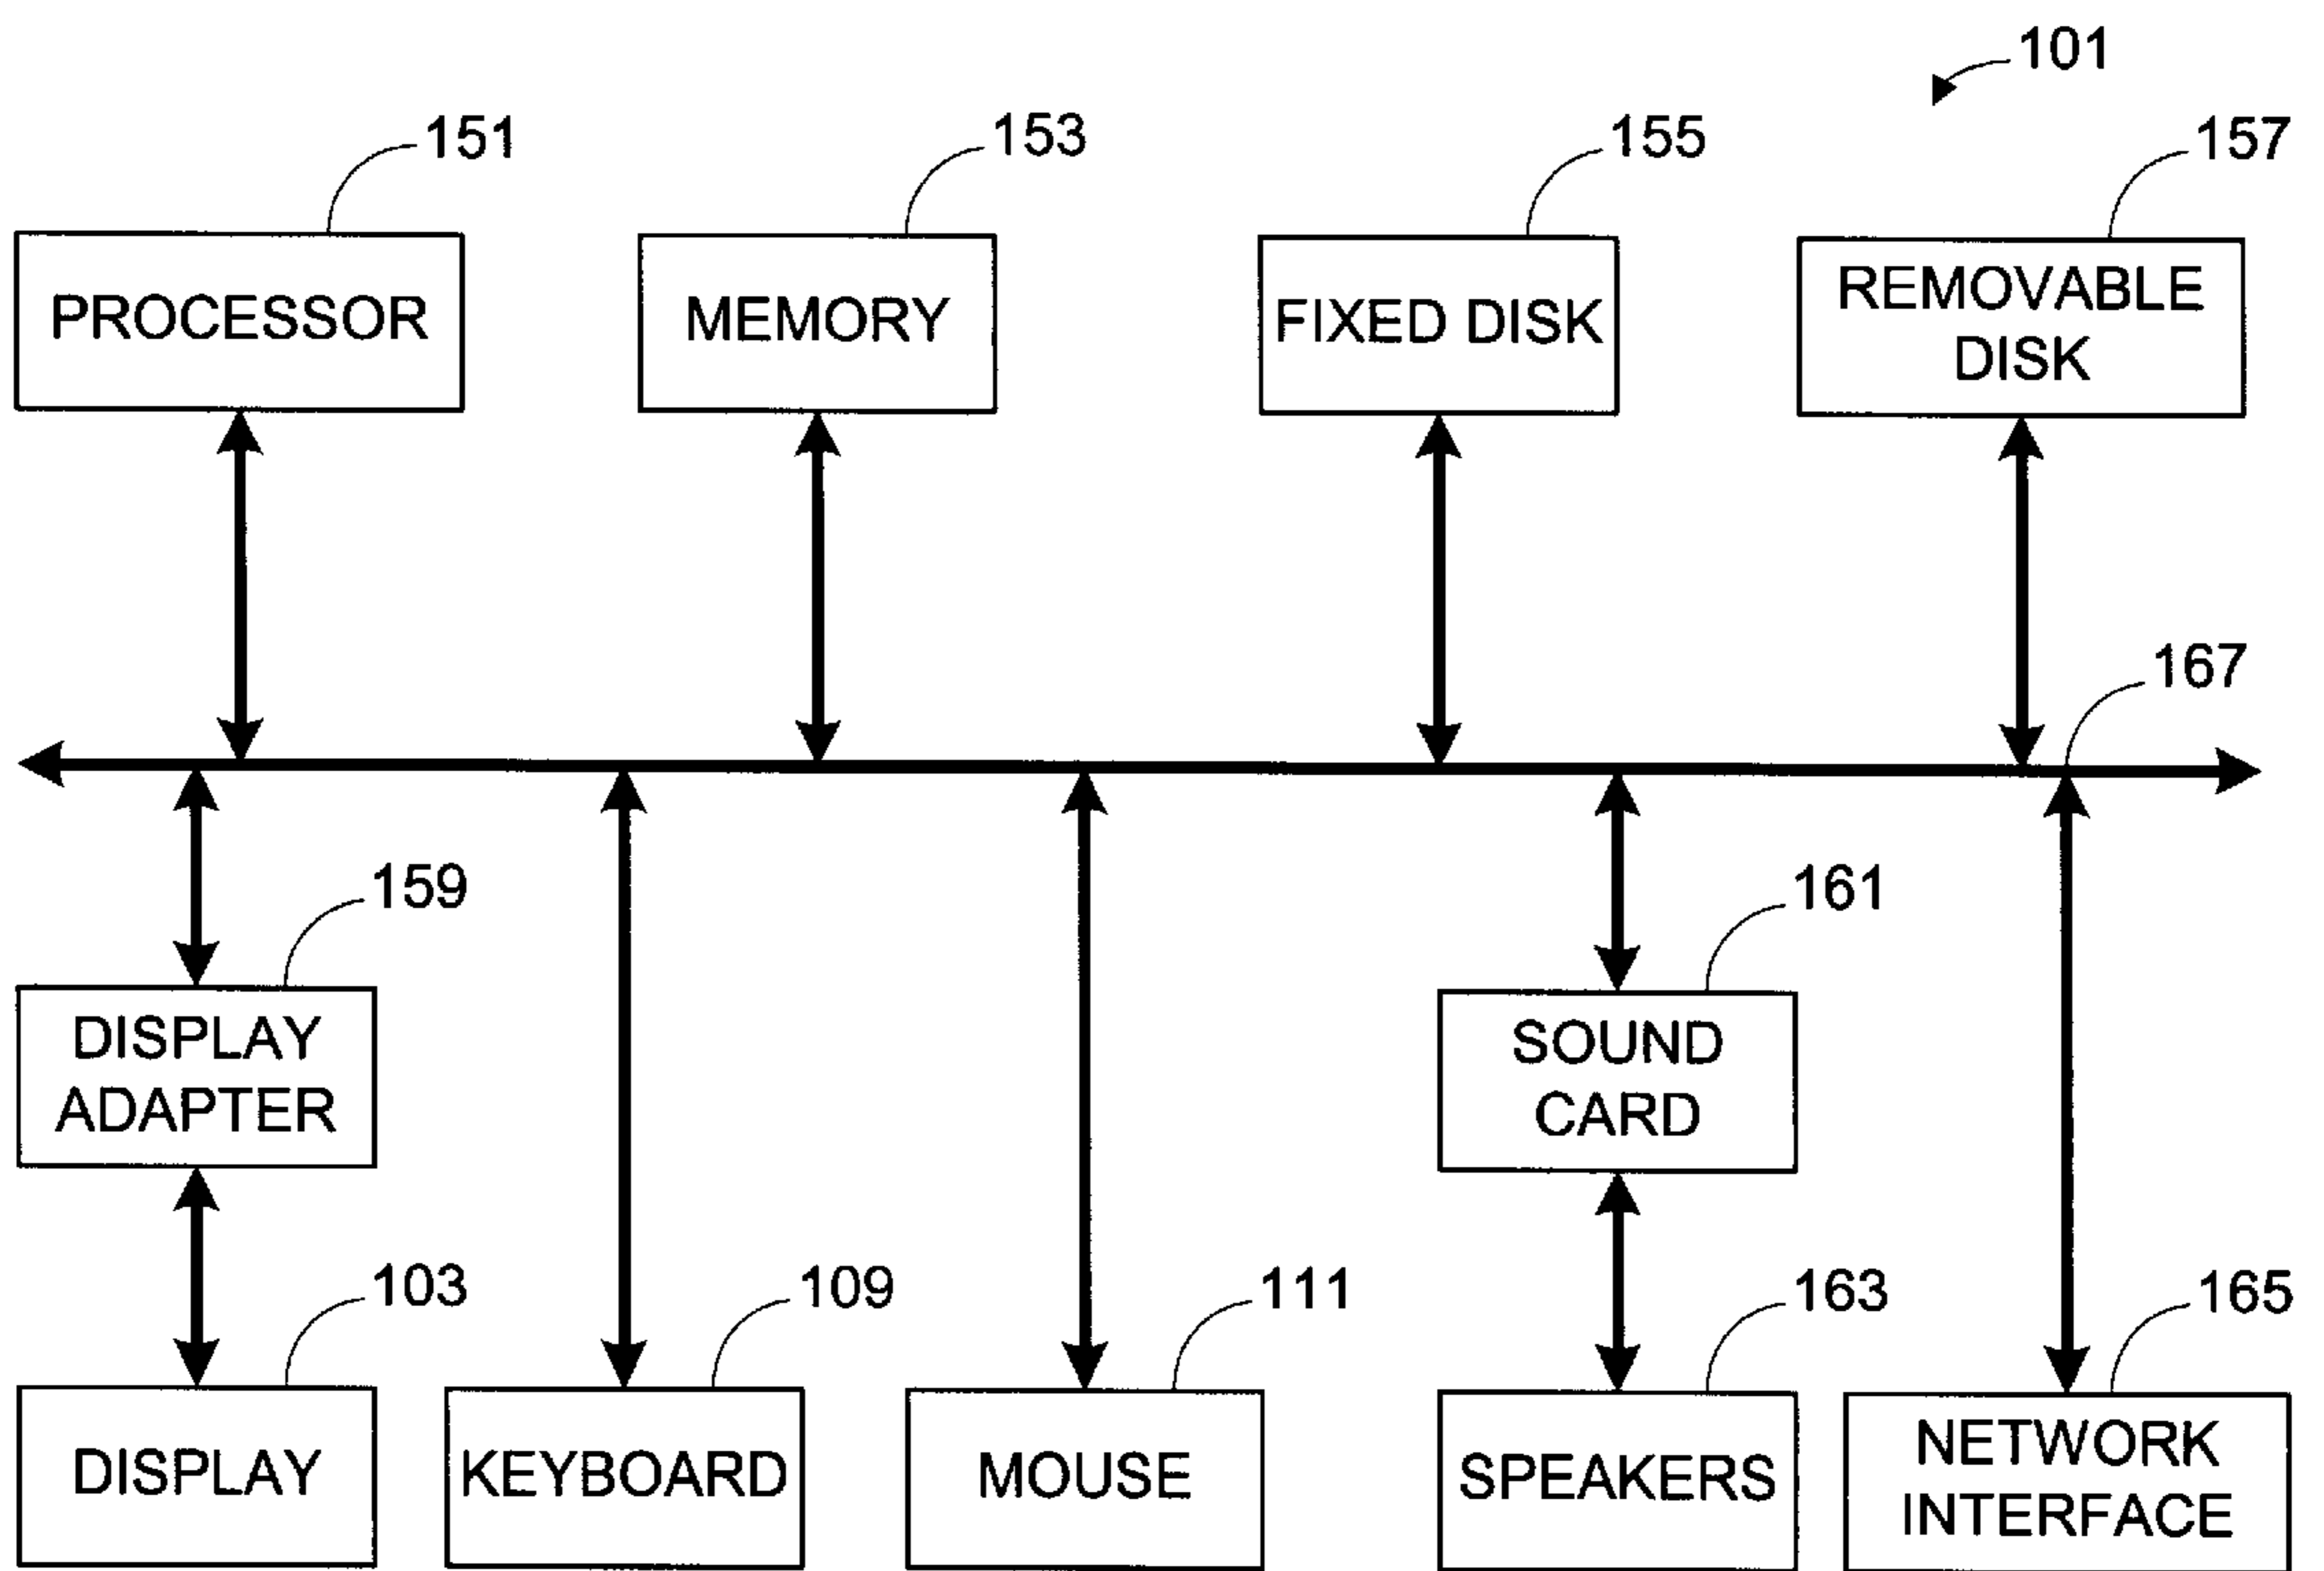 101
151
153
155
157
PROCESSOR
MEMORY
FIXED DISK
REMOVABLE
DISK
167
159
161
DISPLAY
ADAPTER
SOUND
CARD
103
109
111
163
165
DISPLAY
KEYBOARD
MOUSE
SPEAKERS
NETWORK
INTERFACE